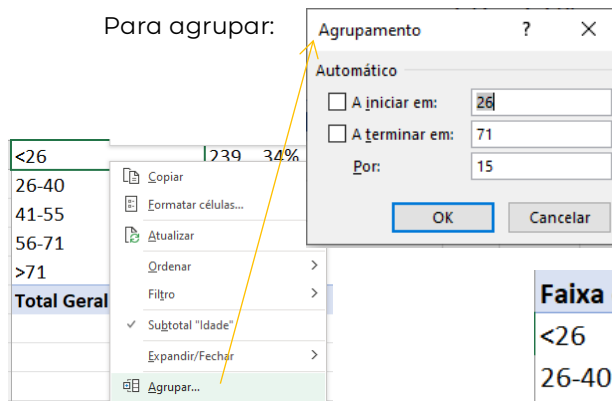 Para agrupar:
Agrupamento ? ×
Automático
A iniciar em: 26
A terminar em: 71
Por: 15
OK Cancelar
<26 239 34%
26-40
41-55
56-71
>71
Total Geral
Copiar
Formatar células...
Atualizar
Ordenar >
Filtro >
✓ Subtotal "Idade"
Expandir/Fechar >
Agrupar...
Faixa
<26
26-40